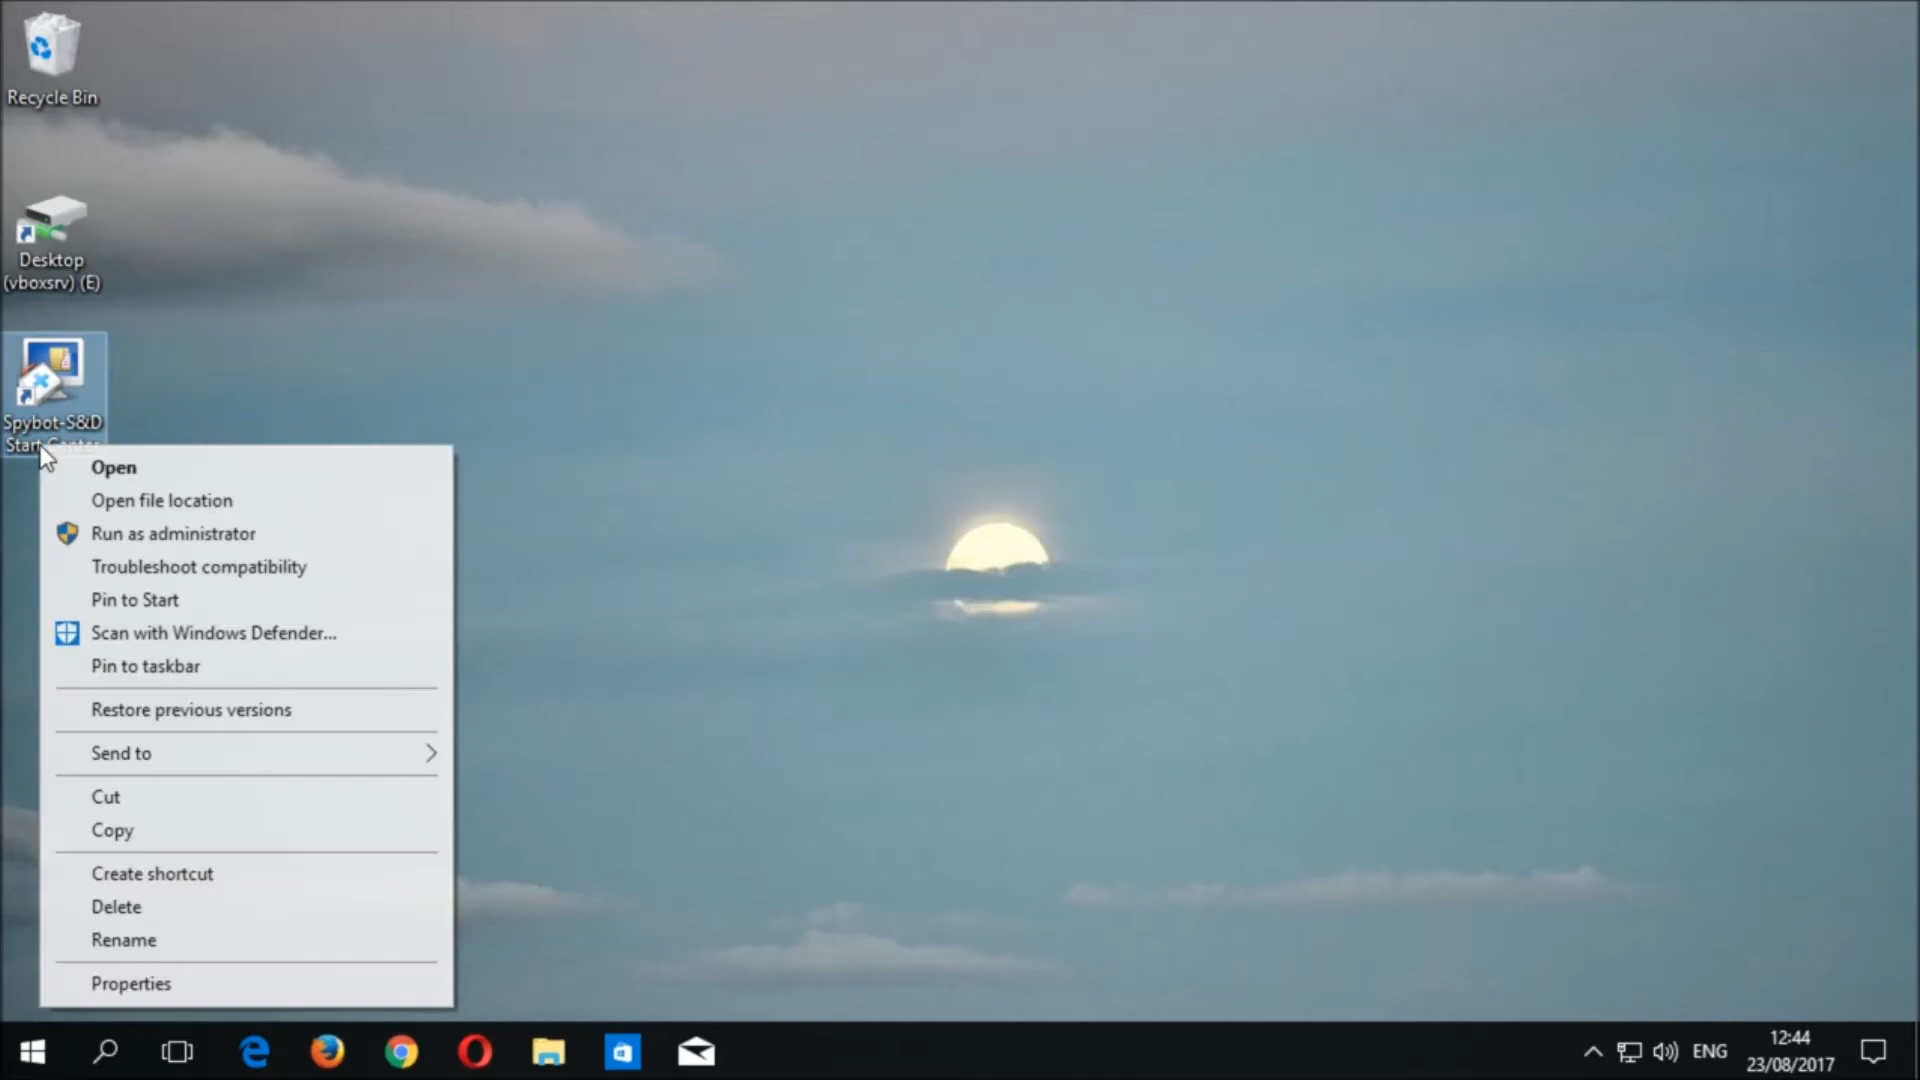 Recycle Bin
Desktop
(vboxsrv) (E)
Spybot-S&D
Start Center
Open
Open file location
Run as administrator
Troubleshoot compatibility
Pin to Start
Scan with Windows Defender...
Pin to taskbar
Restore previous versions
Send to
Cut
Copy
Create shortcut
Delete
Rename
Properties
ENG
12:44
23/08/2017